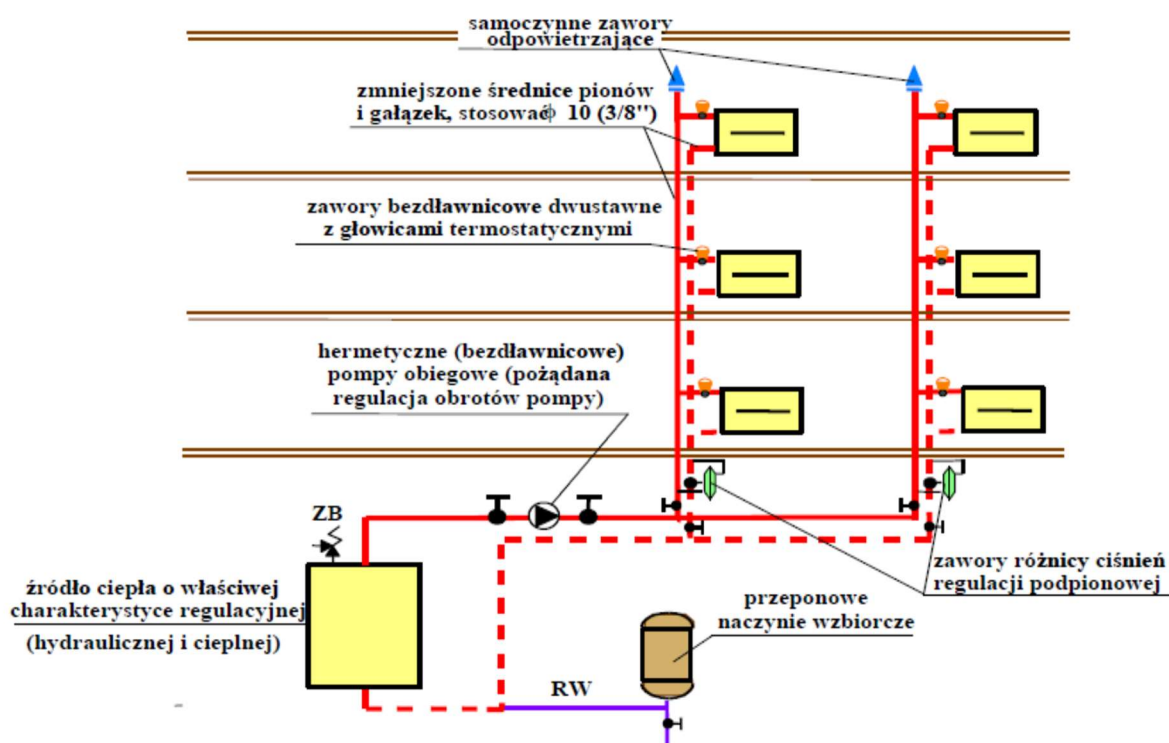 samoczynne zawory
odpowietrzające
zmniejszone średnice pionów
i gałązek, stosować ϕ 10 (3/8")
zawory bezdławnicowe dwustawne
z głowicami termostatycznymi
hermetyczne (bezdławnicowe)
pompy obiegowe (pożądana
regulacja obrotów pompy)
ZB
źródło ciepła o właściwej
charakterystyce regulacyjnej
(hydraulicznej i cieplnej)
zawory różnicy ciśnień
regulacji podpionowej
przeponowe
naczynie wzbiorcze
RW